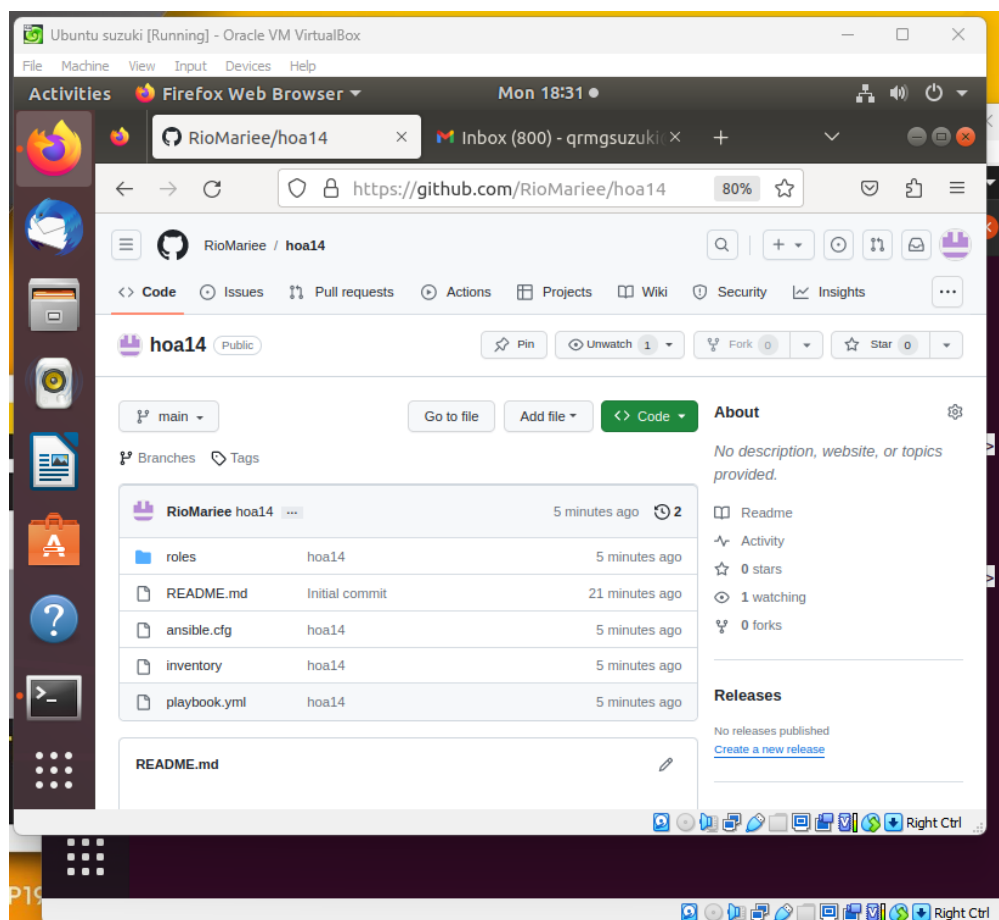 Ubuntu suzuki [Running] - Oracle VM VirtualBox
File Machine View Input Devices Help
Activities Firefox Web Browser Mon 18:31
RioMariee/hoa14 Inbox (800) - qrmgsuzuki
https://github.com/RioMariee/hoa14 80%
RioMariee / hoa14
Code Issues Pull requests Actions Projects Wiki Security Insights
hoa14 Public Pin Unwatch 1 Fork 0 Star 0
main Go to file Add file Code
Branches Tags
RioMariee hoa14 5 minutes ago 2
roles hoa14 5 minutes ago
README.md Initial commit 21 minutes ago
ansible.cfg hoa14 5 minutes ago
inventory hoa14 5 minutes ago
playbook.yml hoa14 5 minutes ago
README.md
About
No description, website, or topics
provided.
Readme
Activity
0 stars
1 watching
0 forks
Releases
No releases published
Create a new release
Right Ctrl
P19
Right Ctrl